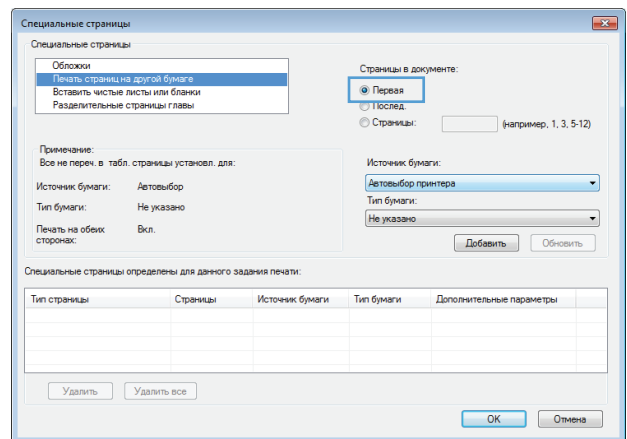 Специальные страницы
Специальные страницы
Обложки
Печать страниц на другой бумаге
Вставить чистые листы или бланки
Разделительные страницы главы
Страницы в документе:
Первая
Послед.
Страницы: (например, 1, 3, 5-12)
Примечание:
Все не переч. в табл. страницы установл. для:
Источник бумаги: Автовыбор
Тип бумаги: Не указано
Печать на обеих сторонах: Вкл.
Источник бумаги:
Автовыбор принтера
Тип бумаги:
Не указано
Добавить Обновить
Специальные страницы определены для данного задания печати:
Тип страницы Страницы Источник бумаги Тип бумаги Дополнительные параметры
Удалить Удалить все
OK Отмена